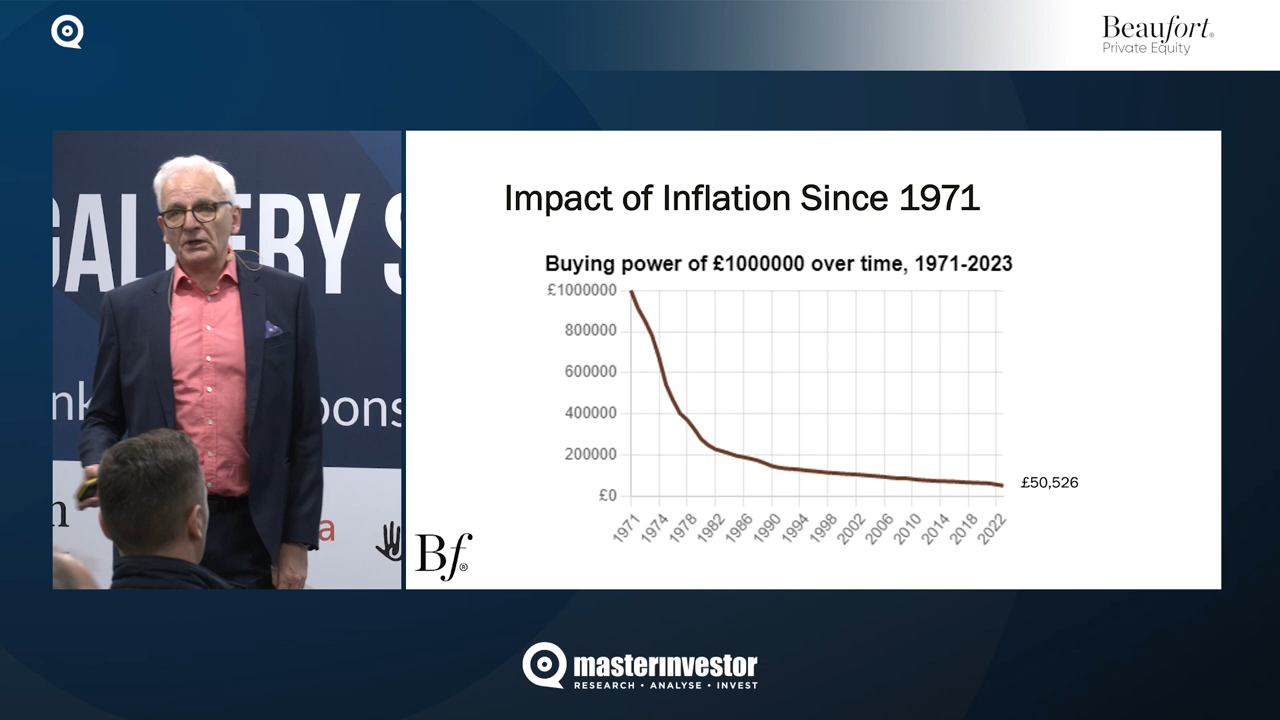 Beaufort®
Private Equity
GALLERY S
Impact of Inflation Since 1971
Buying power of £1000000 over time, 1971-2023
£1000000
800000
600000
400000
200000
£0
£50,526
1971
1974
1978
1982
1986
1990
1994
1998
2002
2006
2010
2014
2018
2022
Bf®
masterinvestor
RESEARCH • ANALYSE • INVEST